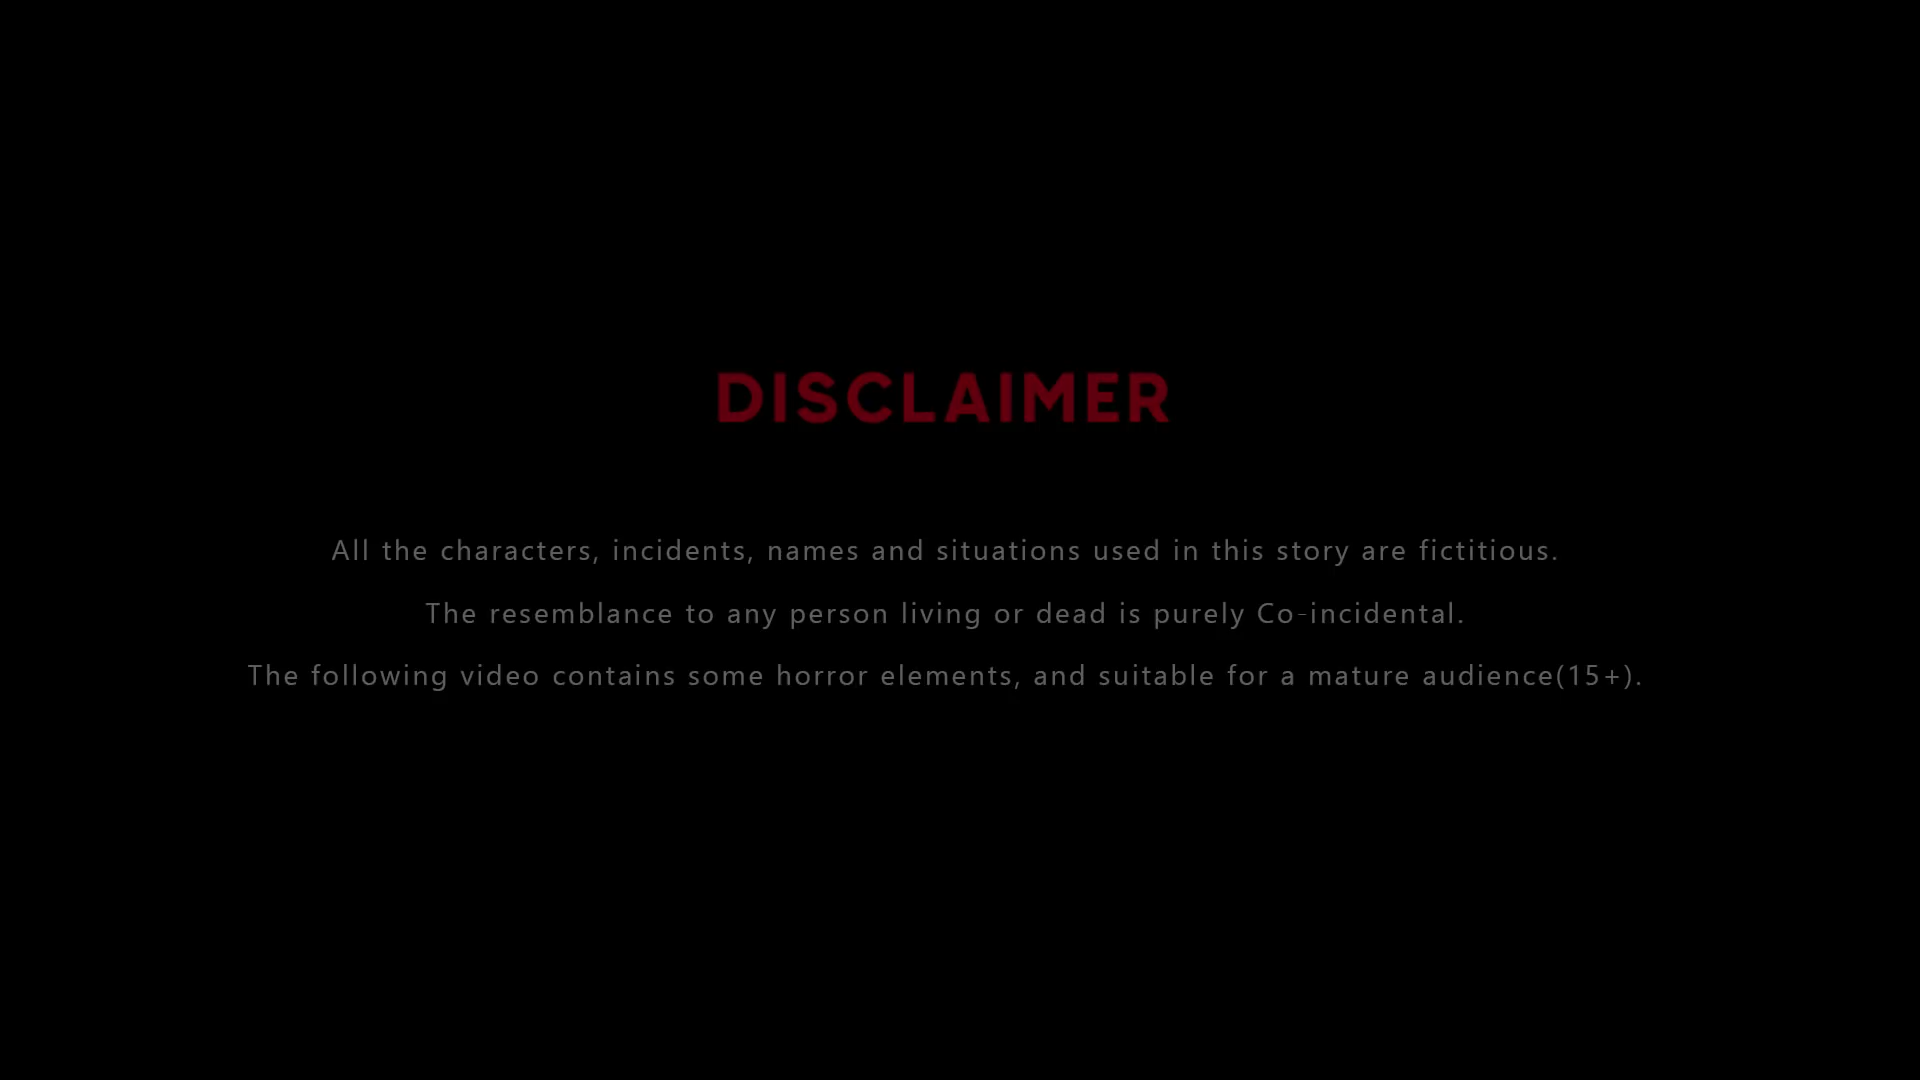 DISCLAIMER
All the characters, incidents, names and situations used in this story are fictitious.
The resemblance to any person living or dead is purely Co-incidental.
The following video contains some horror elements, and suitable for a mature audience(15+).